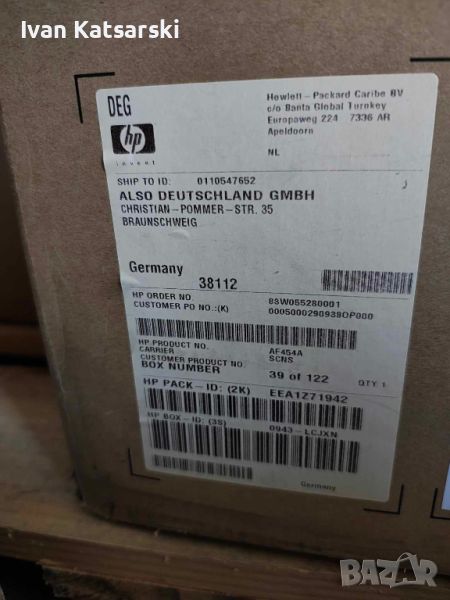 Ivan Katsarski
DEG
Hewlett - Packard Caribe BV
c/o Banta Global Turnkey
Europaweg 224 7336 AR
Apeldoorn
NL
hp
invent
SHIP TO ID: 0110547652
ALSO DEUTSCHLAND GMBH
CHRISTIAN-POMMER-STR. 35
BRAUNSCHWEIG
Germany 38112
HP ORDER NO. 8SW055280001
CUSTOMER PO NO.:(K) 0005000290939OP000
HP PRODUCT NO. AF454A
CARRIER SCNS
CUSTOMER PRODUCT NO
BOX NUMBER 39 of 122 QTY 1
HP PACK-ID: (2K) EEA1Z71942
HP BOX-ID: (3S) 0943-LCJXN
Germany
BAZAR